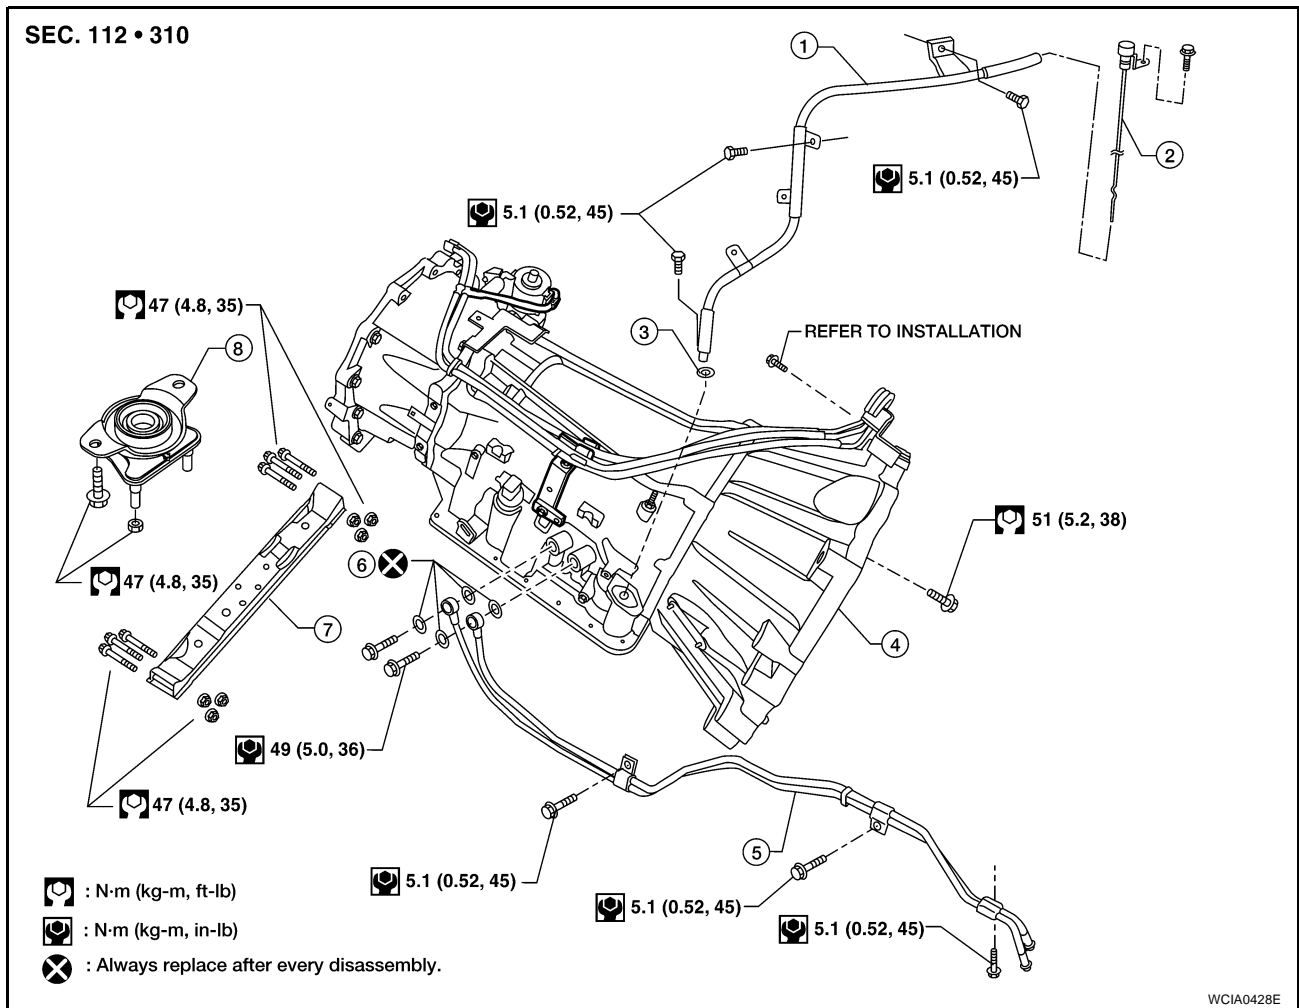 SEC. 112 • 310
1
2
5.1 (0.52, 45)
5.1 (0.52, 45)
47 (4.8, 35)
3
REFER TO INSTALLATION
8
51 (5.2, 38)
6
47 (4.8, 35)
7
4
49 (5.0, 36)
47 (4.8, 35)
5
5.1 (0.52, 45)
5.1 (0.52, 45)
5.1 (0.52, 45)
: N·m (kg-m, ft-lb)
: N·m (kg-m, in-lb)
: Always replace after every disassembly.
WCIA0428E